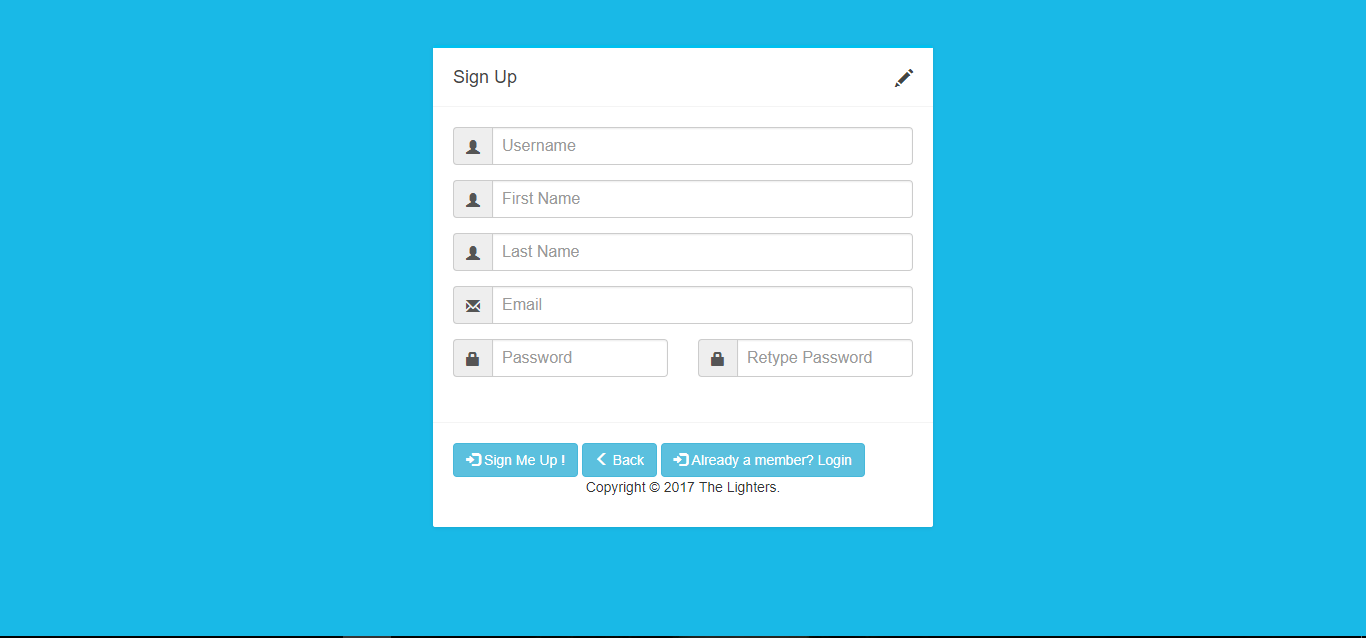 Sign Up
Username
First Name
Last Name
Email
Password Retype Password
Sign Me Up ! Back Already a member? Login
Copyright © 2017 The Lighters.